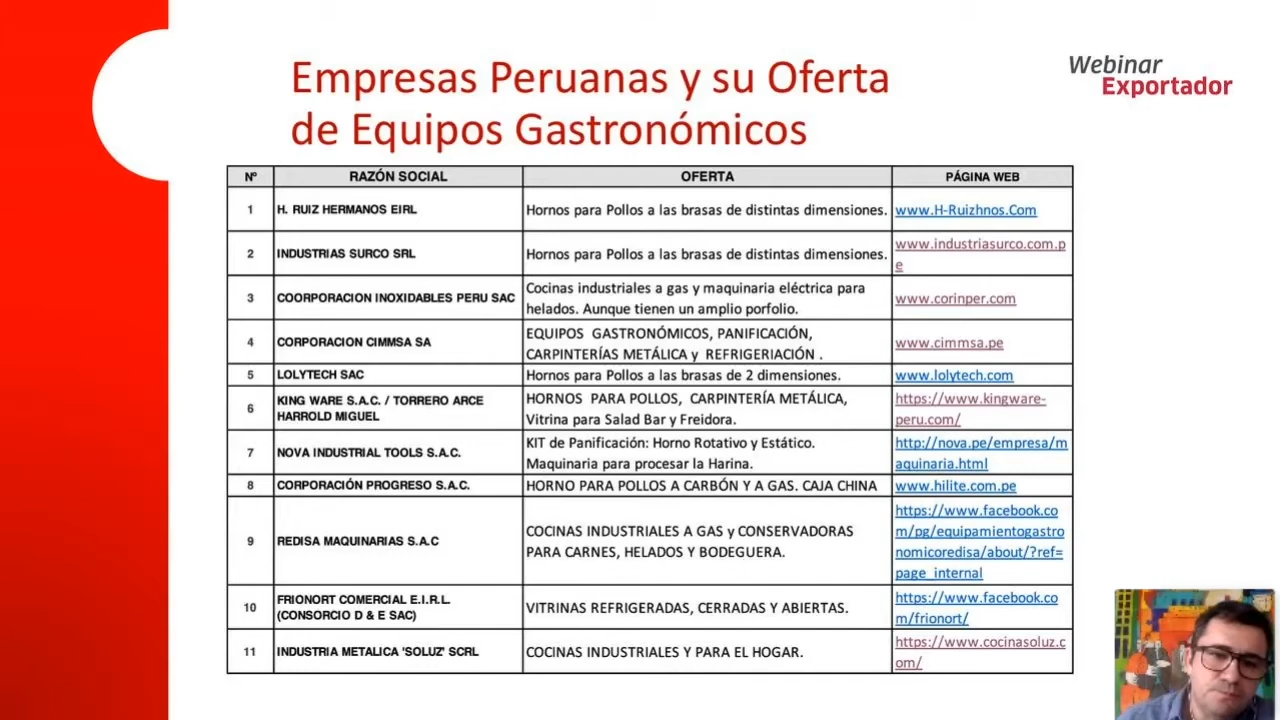 Empresas Peruanas y su Oferta
de Equipos Gastronómicos
Webinar
Exportador
Nº RAZÓN SOCIAL OFERTA PÁGINA WEB
1 H. RUIZ HERMANOS EIRL Hornos para Pollos a las brasas de distintas dimensiones. www.H-Ruizhnos.Com
2 INDUSTRIAS SURCO SRL Hornos para Pollos a las brasas de distintas dimensiones. www.industriasurco.com.p
e
3 COORPORACION INOXIDABLES PERU SAC Cocinas industriales a gas y maquinaria eléctrica para
helados. Aunque tienen un amplio porfolio. www.corinper.com
4 CORPORACION CIMMSA SA EQUIPOS GASTRONÓMICOS, PANIFICACIÓN,
CARPINTERÍAS METÁLICA y REFRIGERIACIÓN . www.cimmsa.pe
5 LOLYTECH SAC Hornos para Pollos a las brasas de 2 dimensiones. www.lolytech.com
6 KING WARE S.A.C. / TORRERO ARCE
HARROLD MIGUEL HORNOS PARA POLLOS, CARPINTERÍA METÁLICA,
Vitrina para Salad Bar y Freidora. https://www.kingware-
peru.com/
7 NOVA INDUSTRIAL TOOLS S.A.C. KIT de Panificación: Horno Rotativo y Estático.
Maquinaria para procesar la Harina. http://nova.pe/empresa/m
aquinaria.html
8 CORPORACIÓN PROGRESO S.A.C. HORNO PARA POLLOS A CARBÓN Y A GAS. CAJA CHINA www.hilite.com.pe
9 REDISA MAQUINARIAS S.A.C COCINAS INDUSTRIALES A GAS y CONSERVADORAS
PARA CARNES, HELADOS Y BODEGUERA. https://www.facebook.co
m/pg/equipamientogastro
nomicoredisa/about/?ref=
page_internal
10 FRIONORT COMERCIAL E.I.R.L.
(CONSORCIO D & E SAC) VITRINAS REFRIGERADAS, CERRADAS Y ABIERTAS. https://www.facebook.co
m/frionort/
11 INDUSTRIA METALICA 'SOLUZ' SCRL COCINAS INDUSTRIALES Y PARA EL HOGAR. https://www.cocinasoluz.c
om/